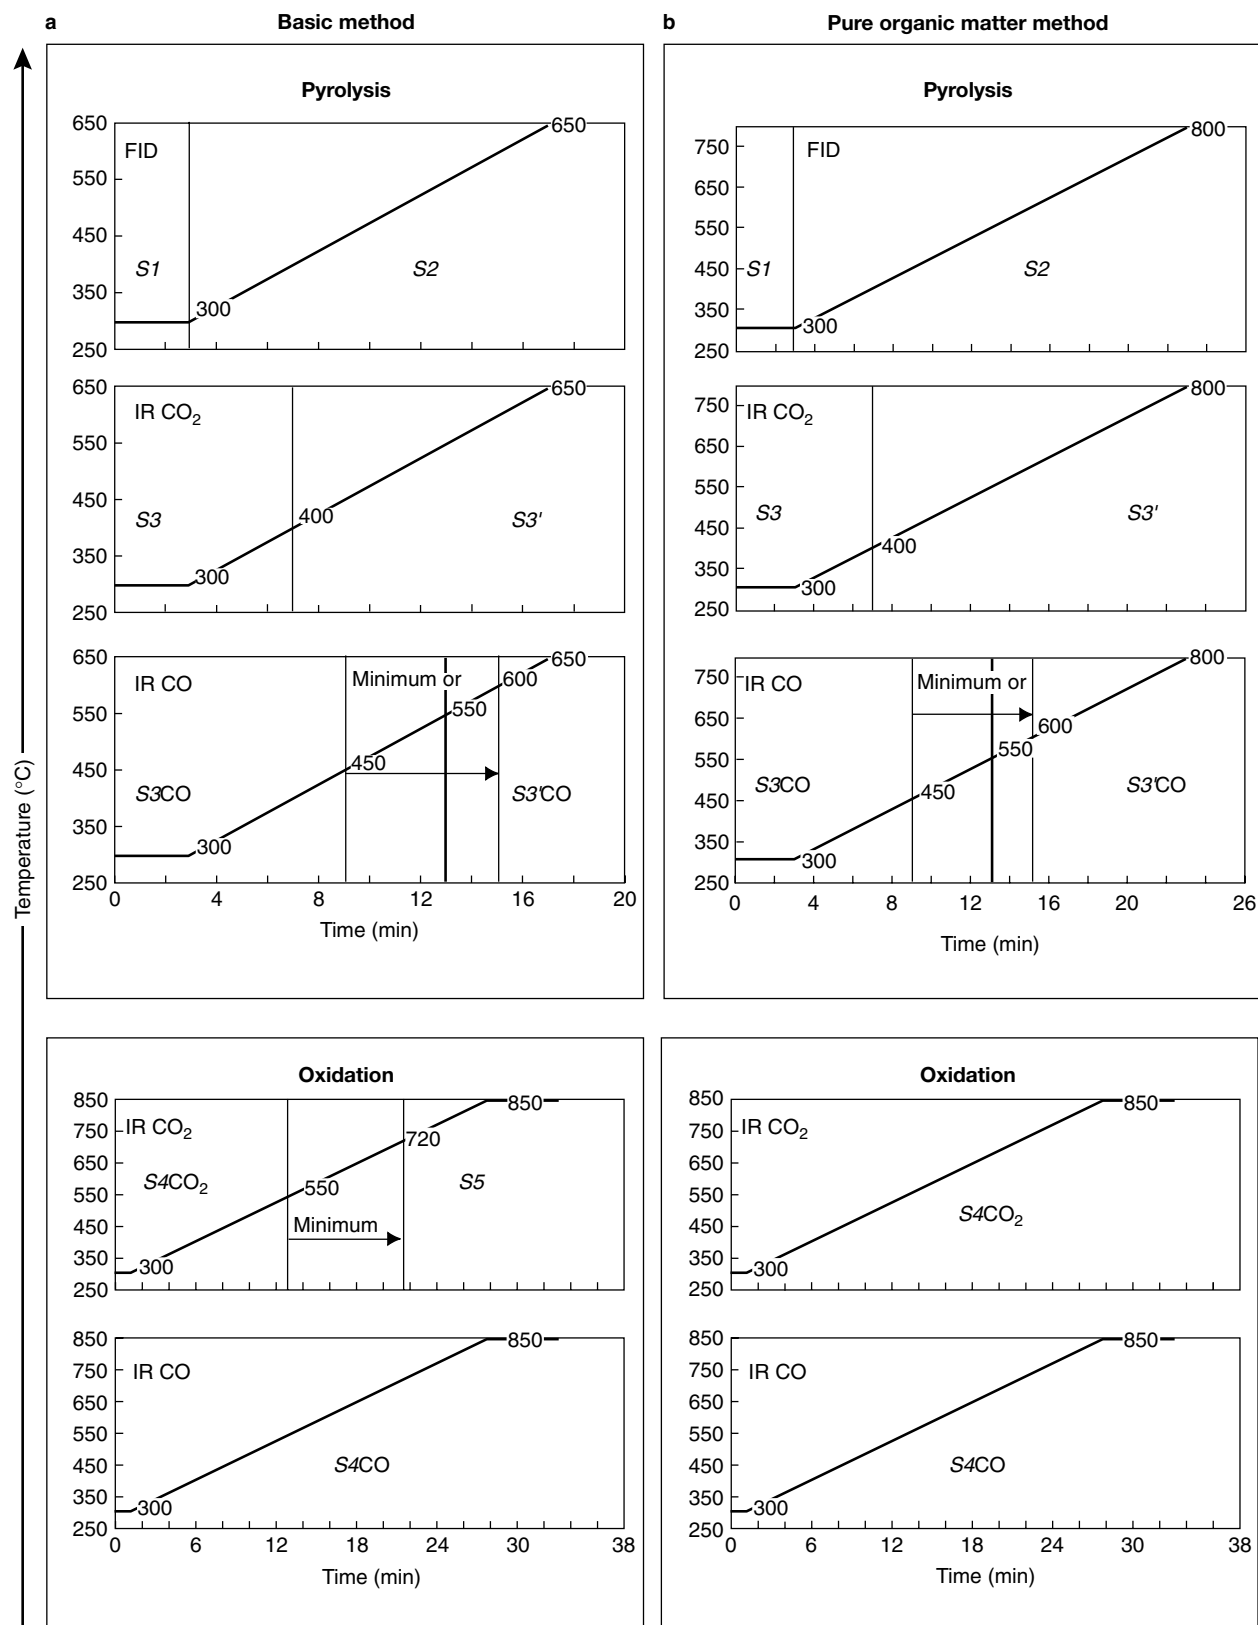 a Basic method
Pyrolysis
650
550
450
350
250
FID
S1
S2
300
650
650
550
450
350
250
IR CO₂
S3
S3'
300
400
650
650
550
450
350
250
IR CO
Minimum or
S3CO
S3'CO
300
450
550
600
650
0 4 8 12 16 20
Time (min)
Oxidation
850
750
650
550
450
350
250
IR CO₂
S4CO₂
S5
Minimum
300
550
720
850
850
750
650
550
450
350
250
IR CO
S4CO
300
850
0 6 12 18 24 30 38
Time (min)
b Pure organic matter method
Pyrolysis
750
650
550
450
350
250
FID
S1
S2
300
800
750
650
550
450
350
250
IR CO₂
S3
S3'
300
400
800
750
650
550
450
350
250
IR CO
Minimum or
S3CO
S3'CO
300
450
550
600
800
0 4 8 12 16 20 26
Time (min)
Oxidation
850
750
650
550
450
350
250
IR CO₂
S4CO₂
300
850
850
750
650
550
450
350
250
IR CO
S4CO
300
850
0 6 12 18 24 30 38
Time (min)
Temperature (°C)